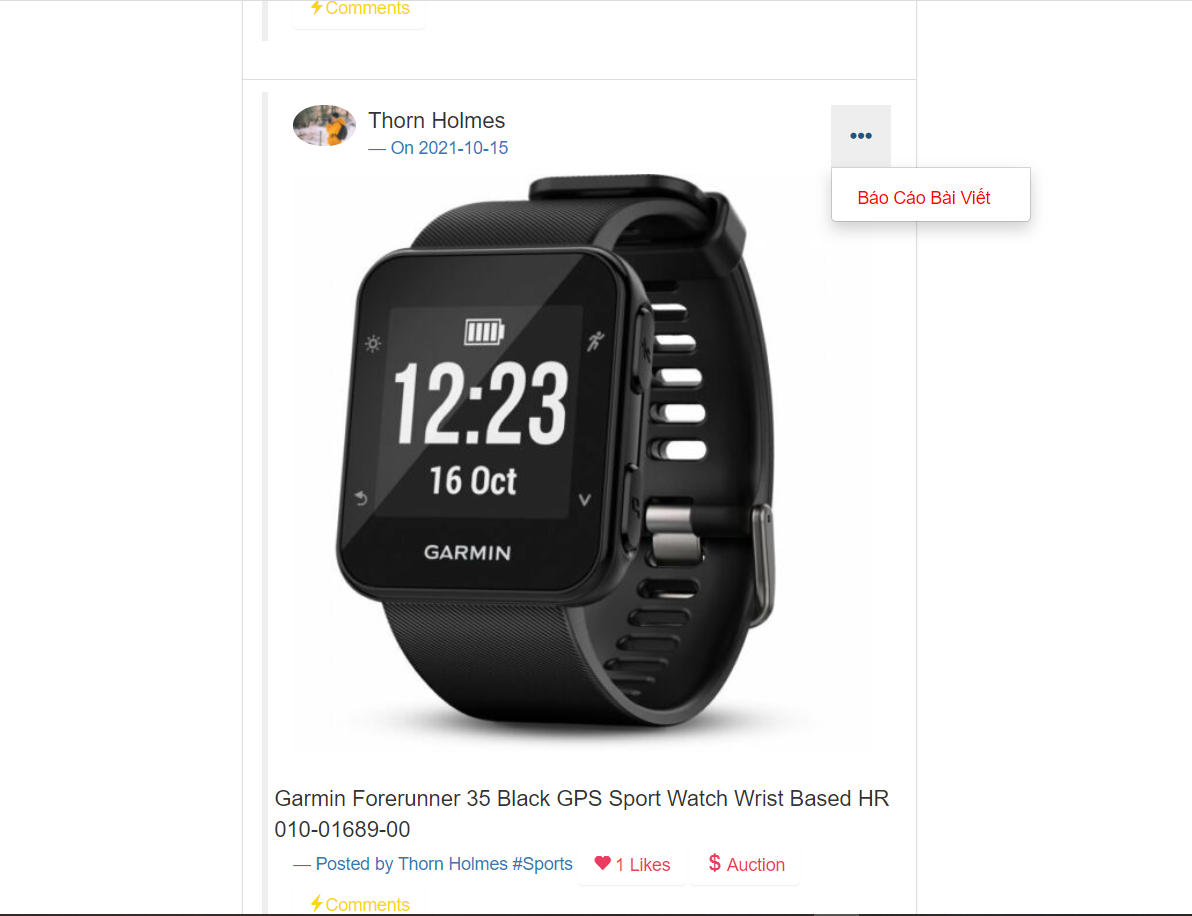 Comments
Thorn Holmes
— On 2021-10-15
•••
Báo Cáo Bài Viết
12:23
16 Oct
GARMIN
Garmin Forerunner 35 Black GPS Sport Watch Wrist Based HR
010-01689-00
— Posted by Thorn Holmes #Sports 1 Likes $ Auction
Comments